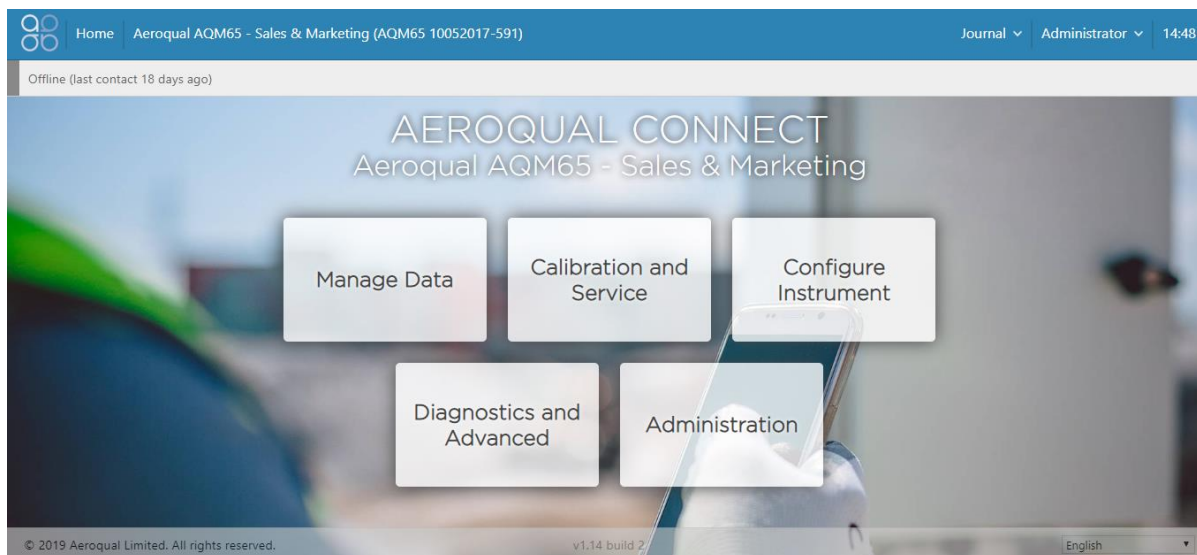 Home Aeroqual AQM65 - Sales & Marketing (AQM65 10052017-591) Journal Administrator 14:48
Offline (last contact 18 days ago)
AEROQUAL CONNECT
Aeroqual AQM65 - Sales & Marketing
Manage Data
Calibration and
Service
Configure
Instrument
Diagnostics and
Advanced
Administration
© 2019 Aeroqual Limited. All rights reserved. v1.14 build 2 English